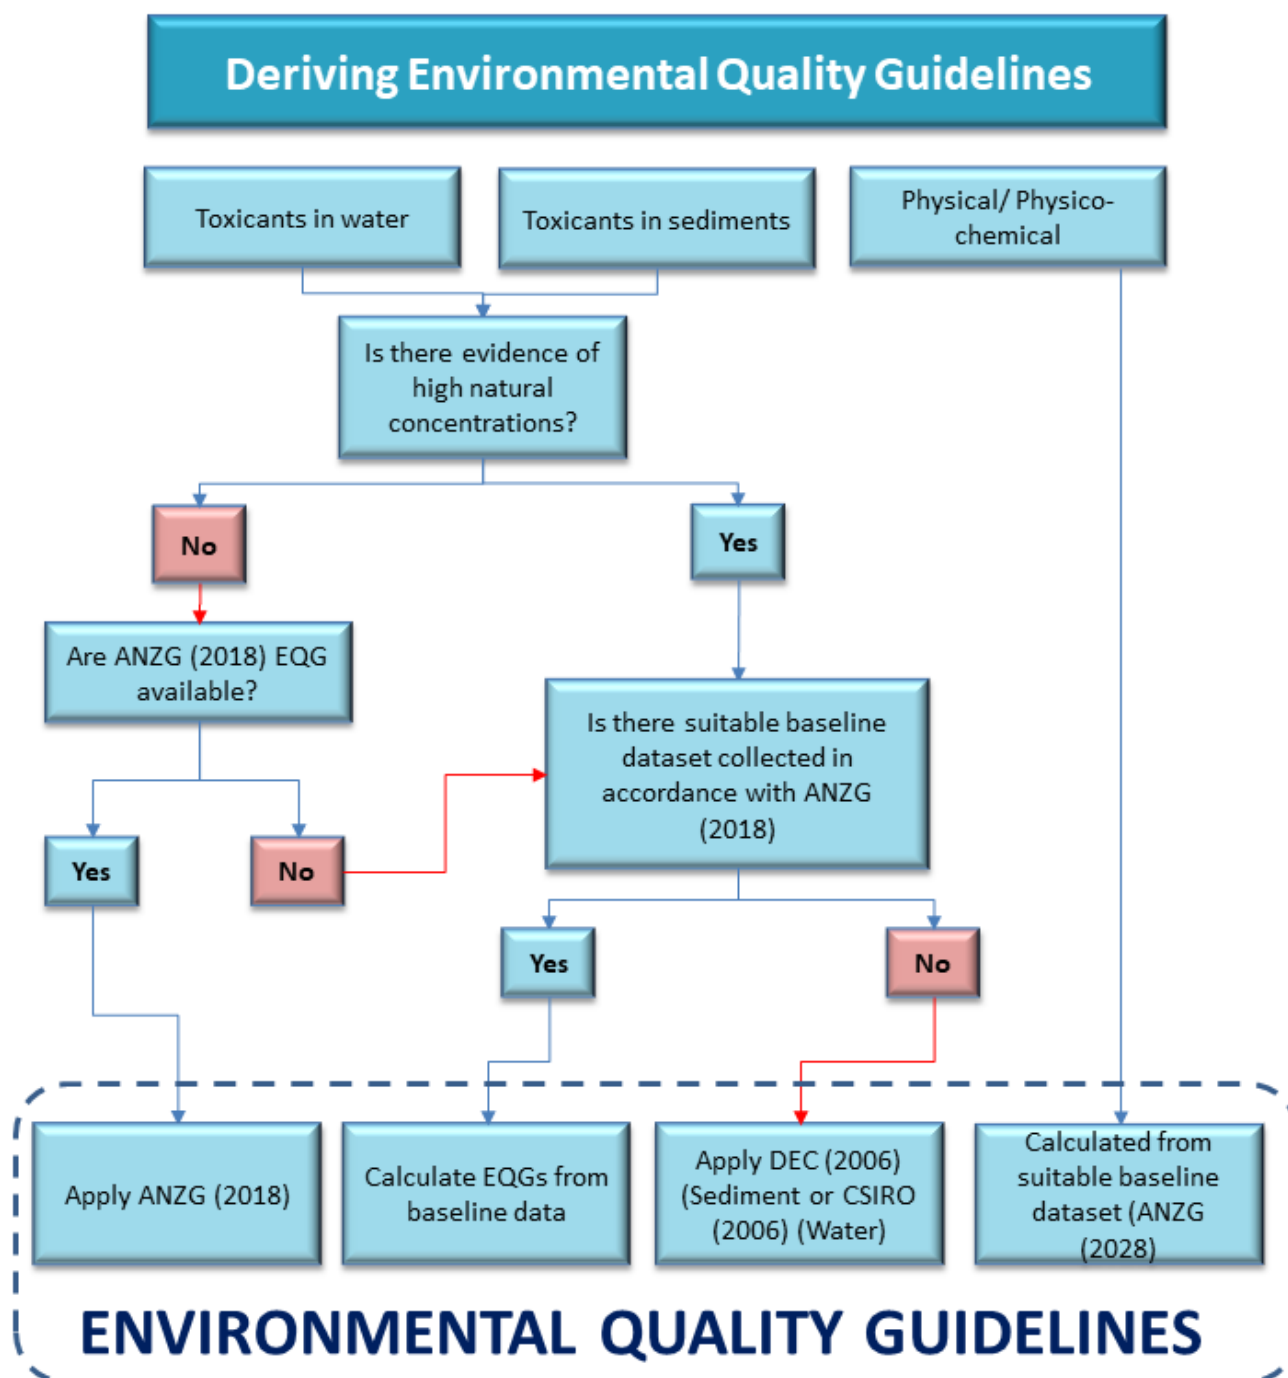 Deriving Environmental Quality Guidelines
Toxicants in water
Toxicants in sediments
Physical/ Physico-
chemical
Is there evidence of
high natural
concentrations?
No
Yes
Are ANZG (2018) EQG
available?
Is there suitable baseline
dataset collected in
accordance with ANZG
(2018)
Yes
No
Yes
No
Apply ANZG (2018)
Calculate EQGs from
baseline data
Apply DEC (2006)
(Sediment or CSIRO
(2006) (Water)
Calculated from
suitable baseline
dataset (ANZG
(2028)
ENVIRONMENTAL QUALITY GUIDELINES